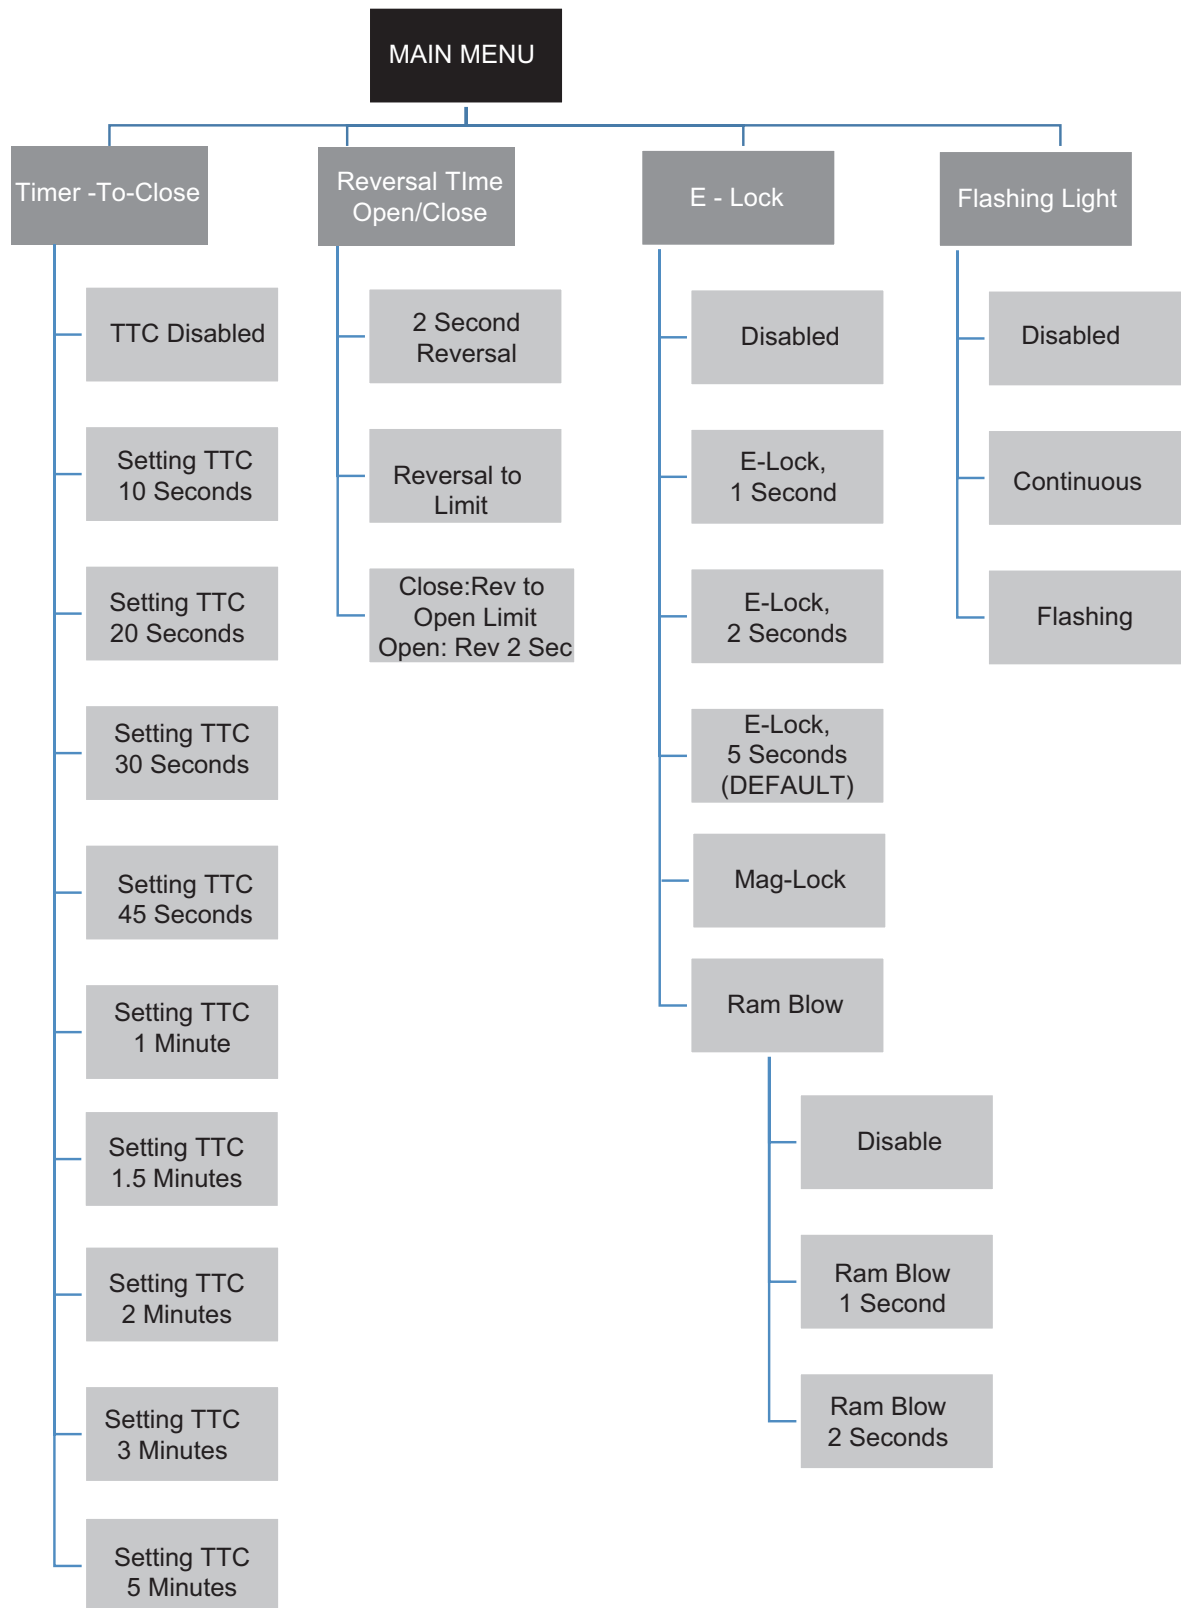 MAIN MENU
Timer -To-Close
TTC Disabled
Setting TTC
10 Seconds
Setting TTC
20 Seconds
Setting TTC
30 Seconds
Setting TTC
45 Seconds
Setting TTC
1 Minute
Setting TTC
1.5 Minutes
Setting TTC
2 Minutes
Setting TTC
3 Minutes
Setting TTC
5 Minutes
Reversal TIme
Open/Close
2 Second
Reversal
Reversal to
Limit
Close:Rev to
Open Limit
Open: Rev 2 Sec
E - Lock
Disabled
E-Lock,
1 Second
E-Lock,
2 Seconds
E-Lock,
5 Seconds
(DEFAULT)
Mag-Lock
Ram Blow
Disable
Ram Blow
1 Second
Ram Blow
2 Seconds
Flashing Light
Disabled
Continuous
Flashing